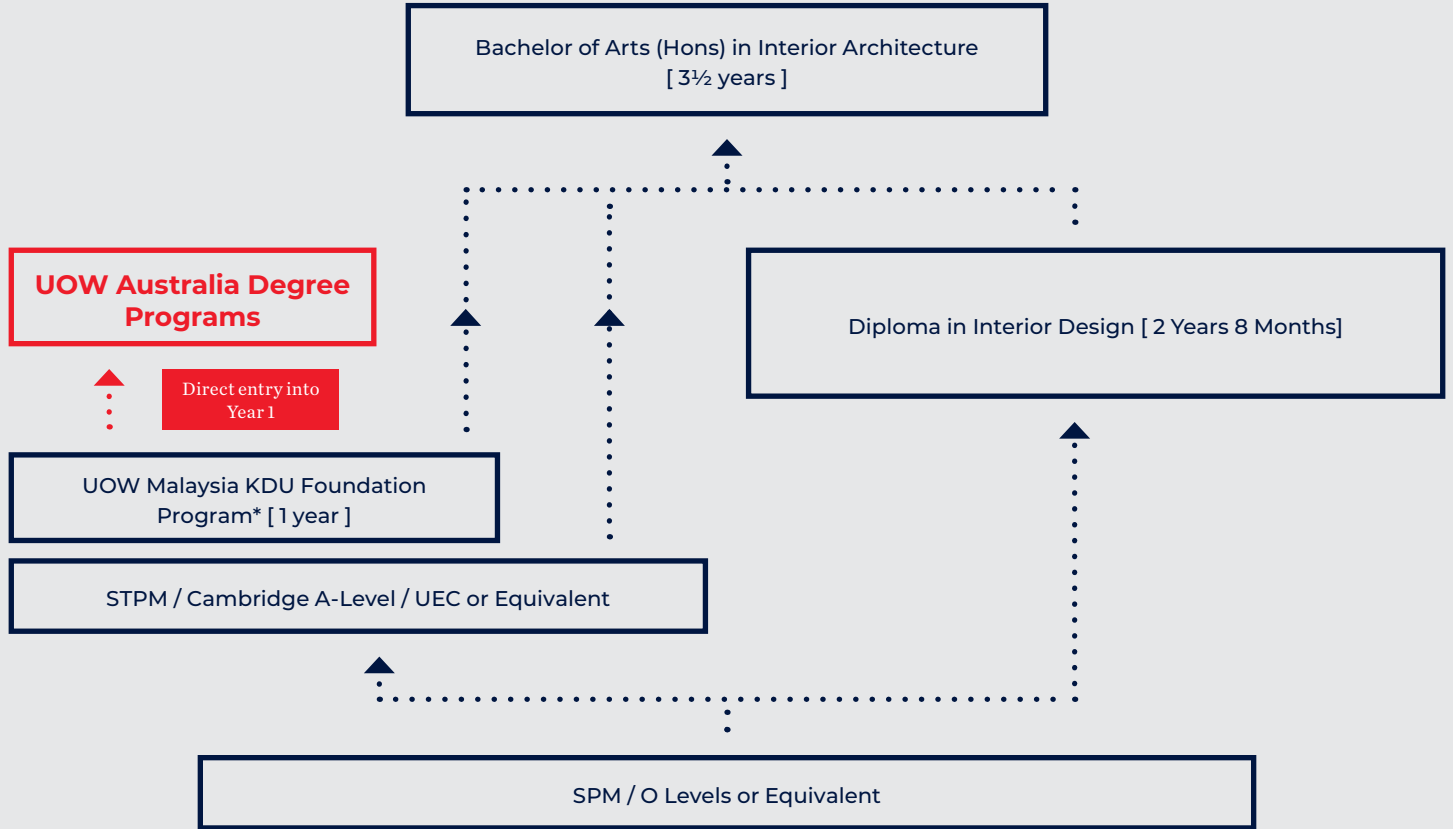 Bachelor of Arts (Hons) in Interior Architecture
[ 3½ years ]
UOW Australia Degree
Programs
Diploma in Interior Design [ 2 Years 8 Months]
Direct entry into
Year 1
UOW Malaysia KDU Foundation
Program* [ 1 year ]
STPM / Cambridge A-Level / UEC or Equivalent
SPM / O Levels or Equivalent